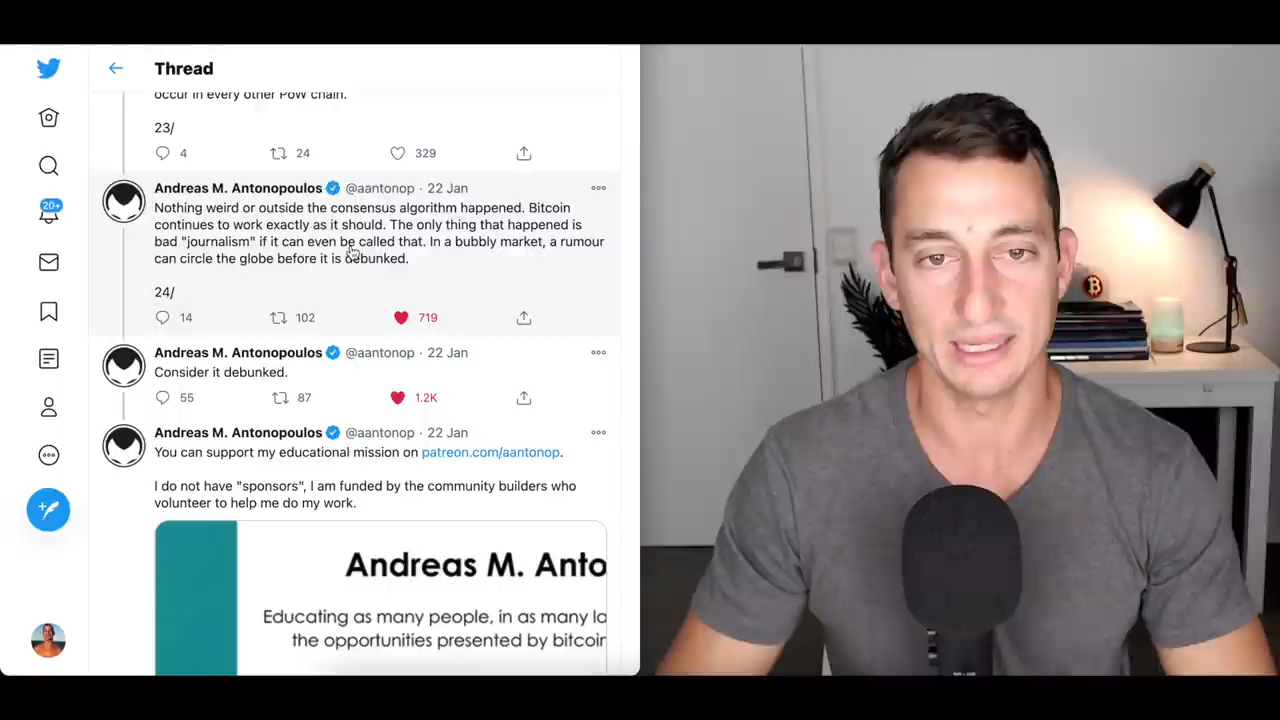 Thread
occur in every other PoW chain.
23/
4 24 329
Andreas M. Antonopoulos @aantonop · 22 Jan
Nothing weird or outside the consensus algorithm happened. Bitcoin
continues to work exactly as it should. The only thing that happened is
bad "journalism" if it can even be called that. In a bubbly market, a rumour
can circle the globe before it is debunked.
24/
20+
14 102 719
Andreas M. Antonopoulos @aantonop · 22 Jan
Consider it debunked.
55 87 1.2K
Andreas M. Antonopoulos @aantonop · 22 Jan
You can support my educational mission on patreon.com/aantonop.
I do not have "sponsors", I am funded by the community builders who
volunteer to help me do my work.
Andreas M. Anto
Educating as many people, in as many la
the opportunities presented by bitcoin